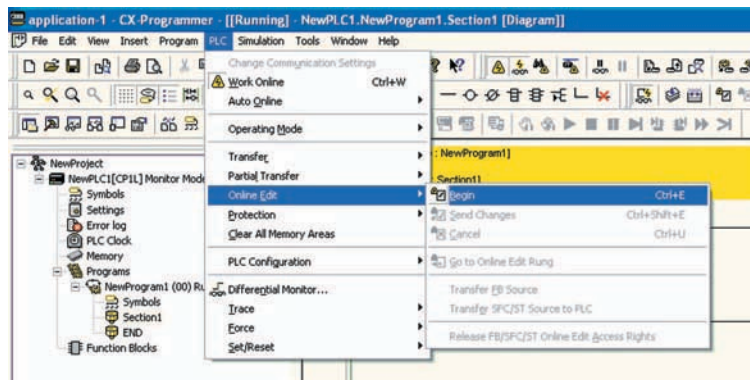 application-1 - CX-Programmer - [[Running] - NewPLC1.NewProgram1.Section1 [Diagram]]
File Edit View Insert Program PLC Simulation Tools Window Help
Change Communication Settings
Work Online Ctrl+W
Auto Online
Operating Mode
Transfer
Partial Transfer
Online Edit
Protection
Clear All Memory Areas
PLC Configuration
Differential Monitor...
Trace
Force
Set/Reset
: NewProgram1]
: Section1]
Begin Ctrl+E
Send Changes Ctrl+Shift+E
Cancel Ctrl+U
Go to Online Edit Rung
Transfer FB Source
Transfer SFC/ST Source to PLC
Release FB/SFC/ST Online Edit Access Rights
NewProject
NewPLC1[CP1L] Monitor Mode
Symbols
Settings
Error log
PLC Clock
Memory
Programs
NewProgram1 (00) Ru
Symbols
Section1
END
Function Blocks